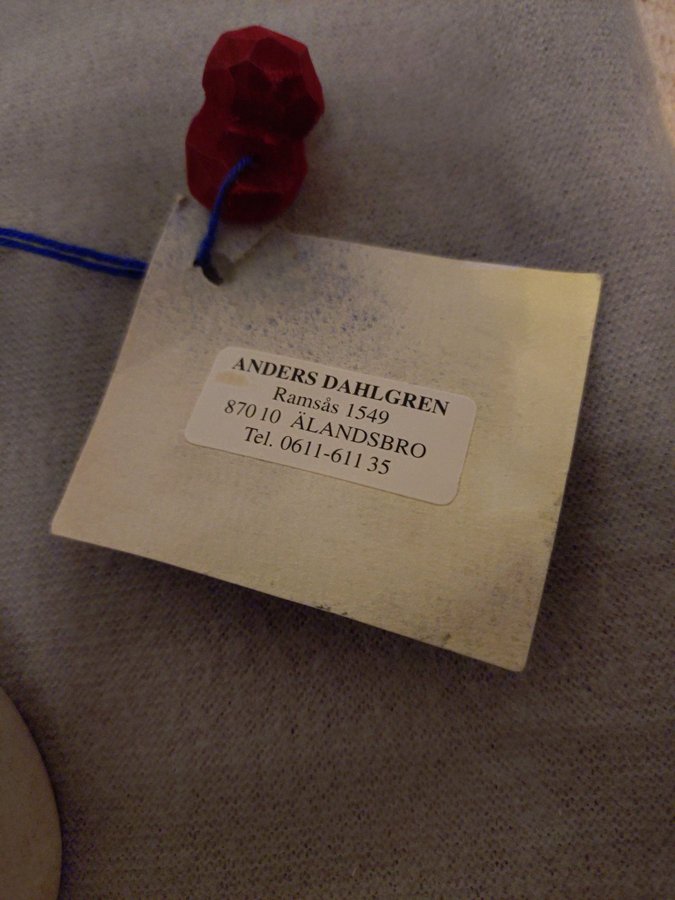 ANDERS DAHLGREN
Ramsås 1549
870 10 ÄLANDSBRO
Tel. 0611-611 35